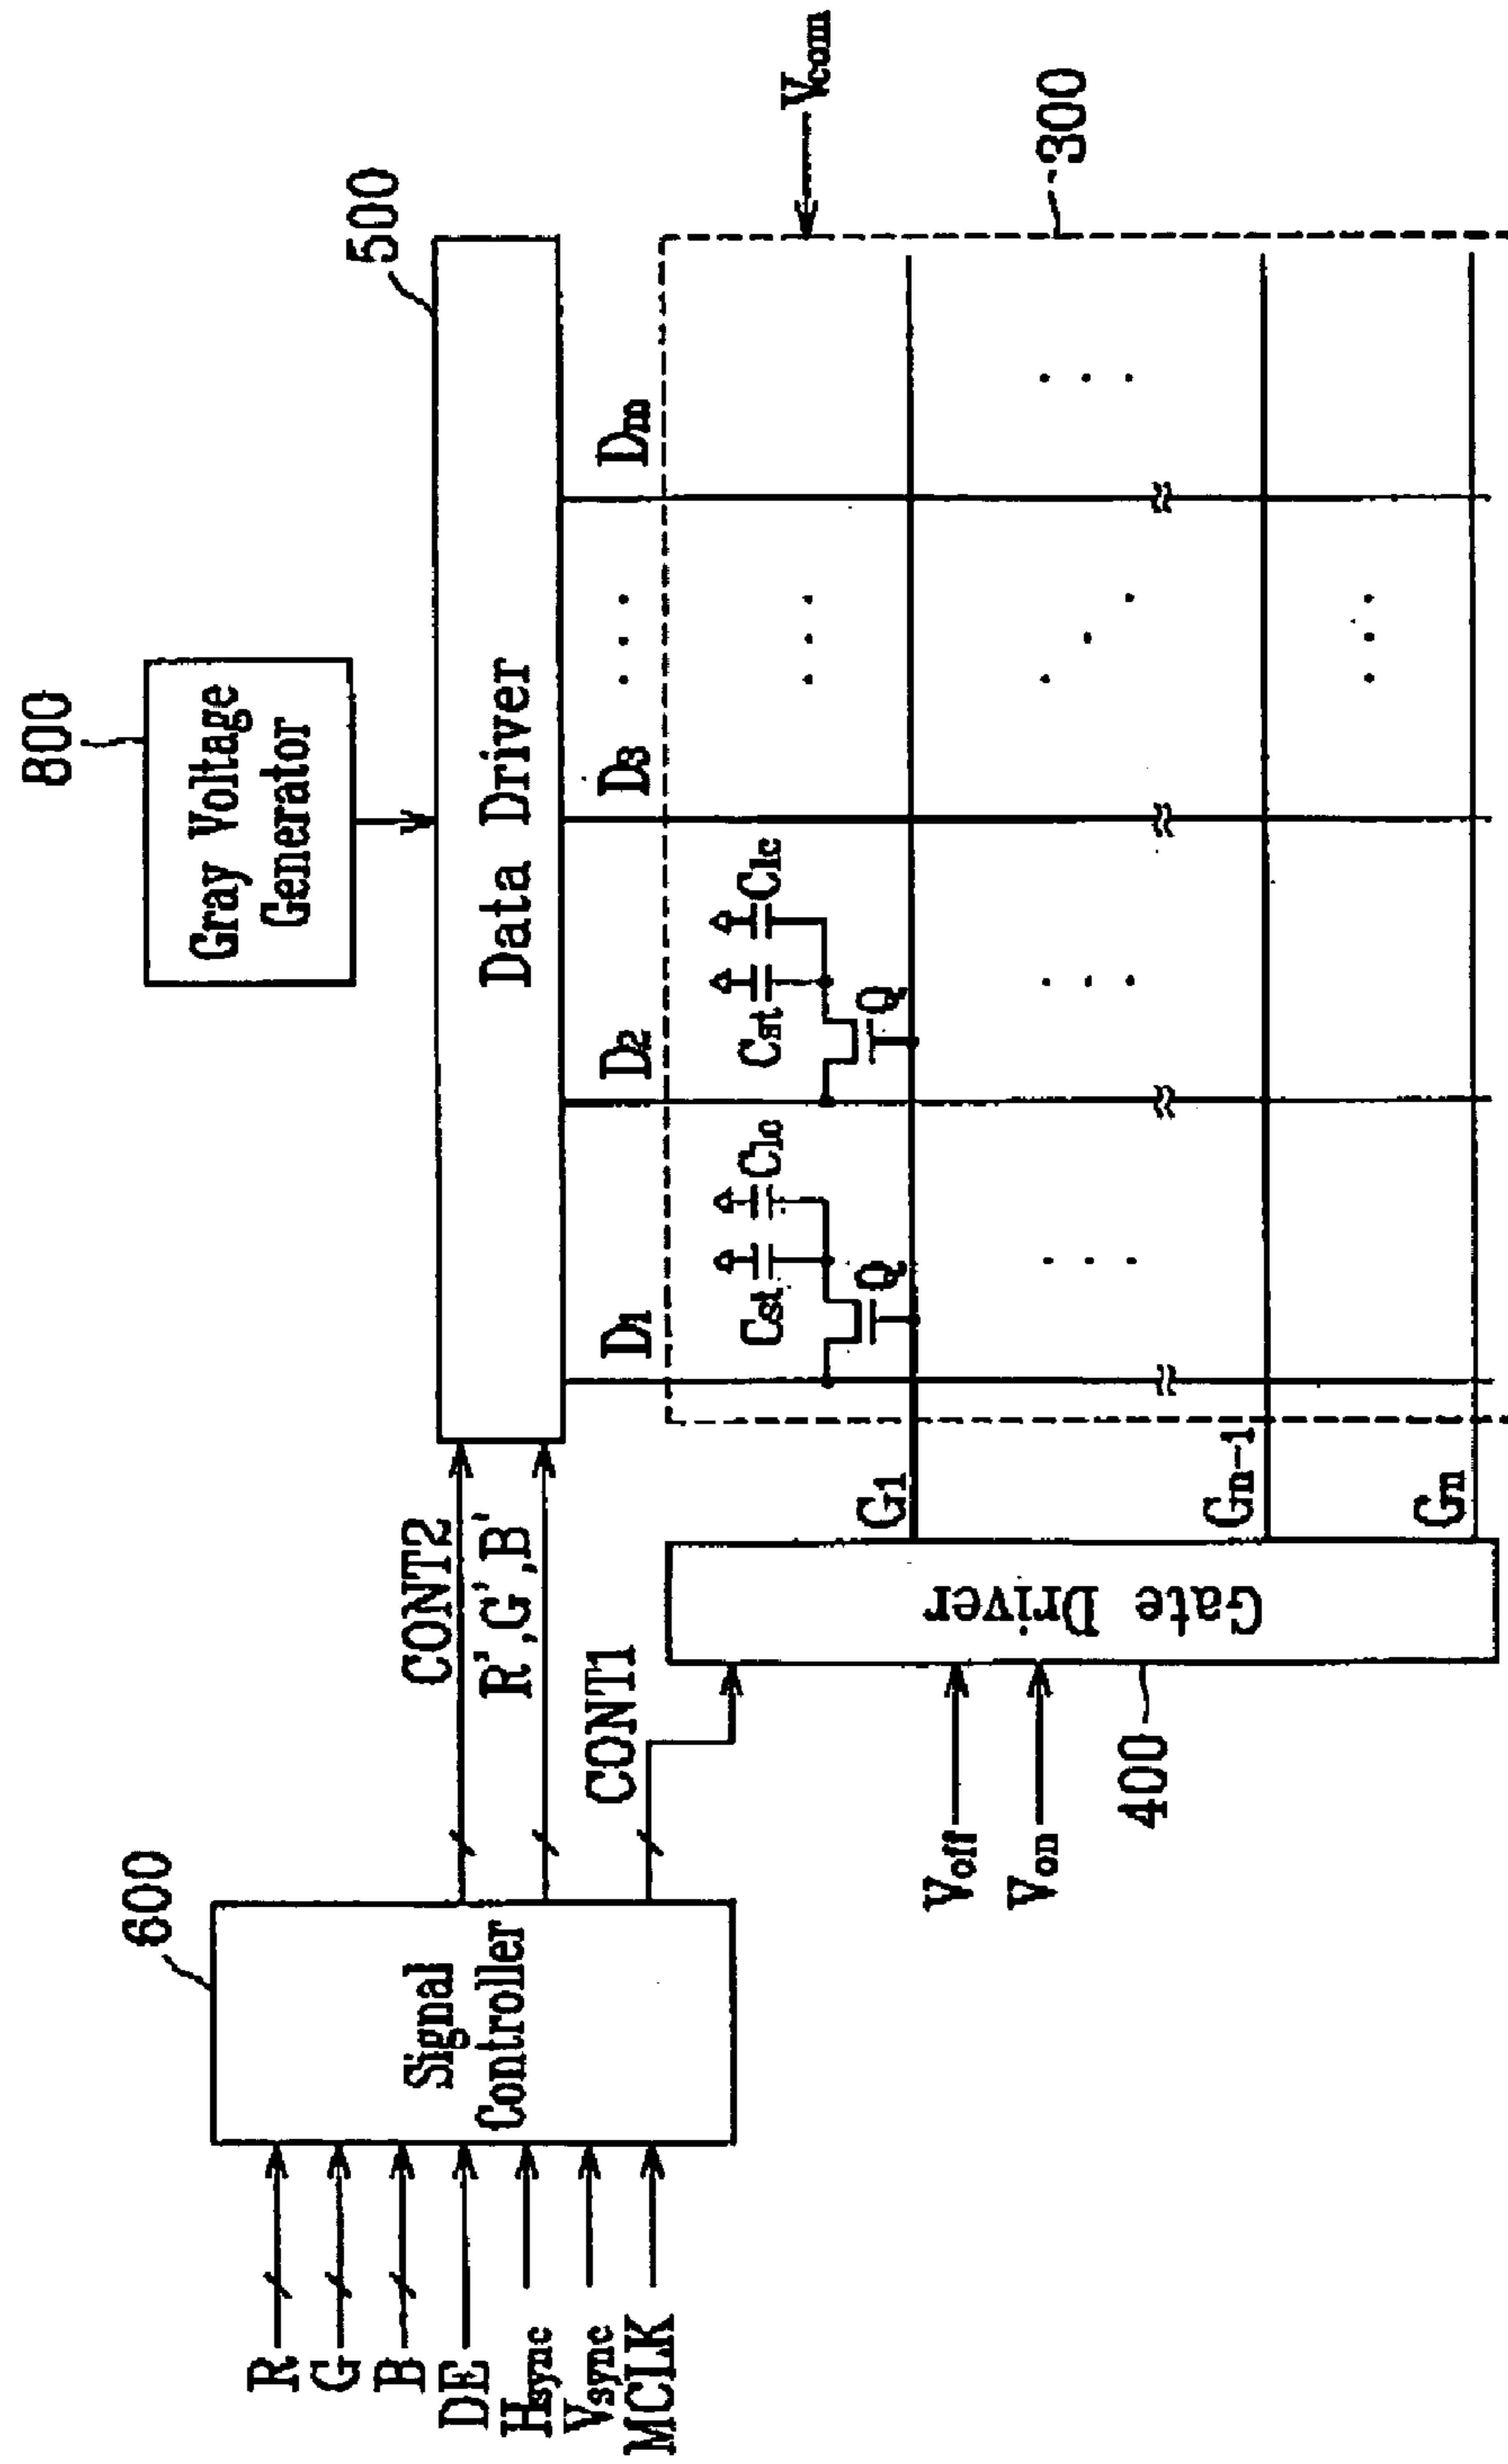 800
Gray Voltage
Generator
500
600
CONT2
Data Driver
R
G
B
DE
Hsync
Vsync
MCLK
Signal
Controller
R',G',B'
CONT1
D1
D2
D3
Dm
Vcom
Cst
Clc
Cst
Clc
Q
Q
G1
Voff
Von
Gate Driver
300
400
Gn-1
Gn